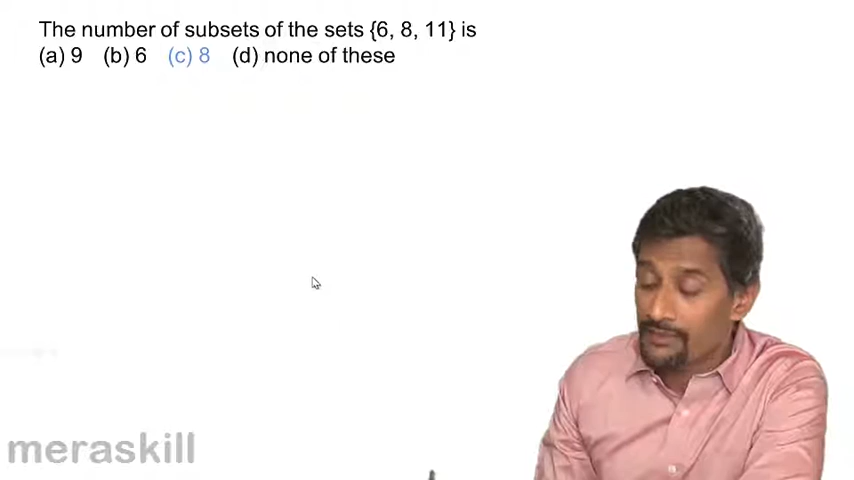 The number of subsets of the sets {6, 8, 11} is
(a) 9 (b) 6 (c) 8 (d) none of these
meraskill